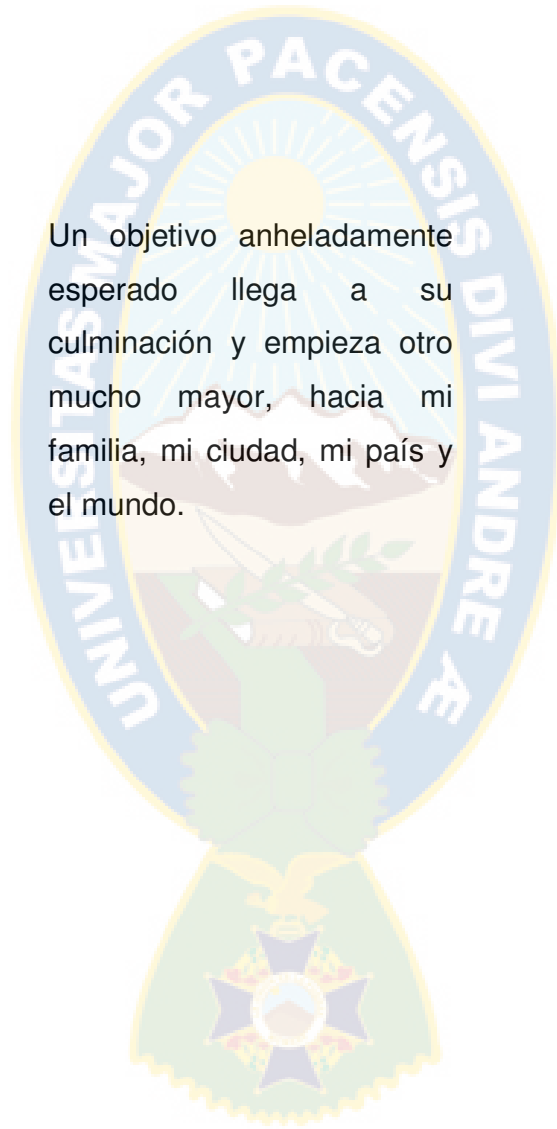 UNIVERSITAS MAJOR PACENSIS DIVI ANDRE Æ
Un objetivo anheladamente
esperado llega a su
culminación y empieza otro
mucho mayor, hacia mi
familia, mi ciudad, mi país y
el mundo.